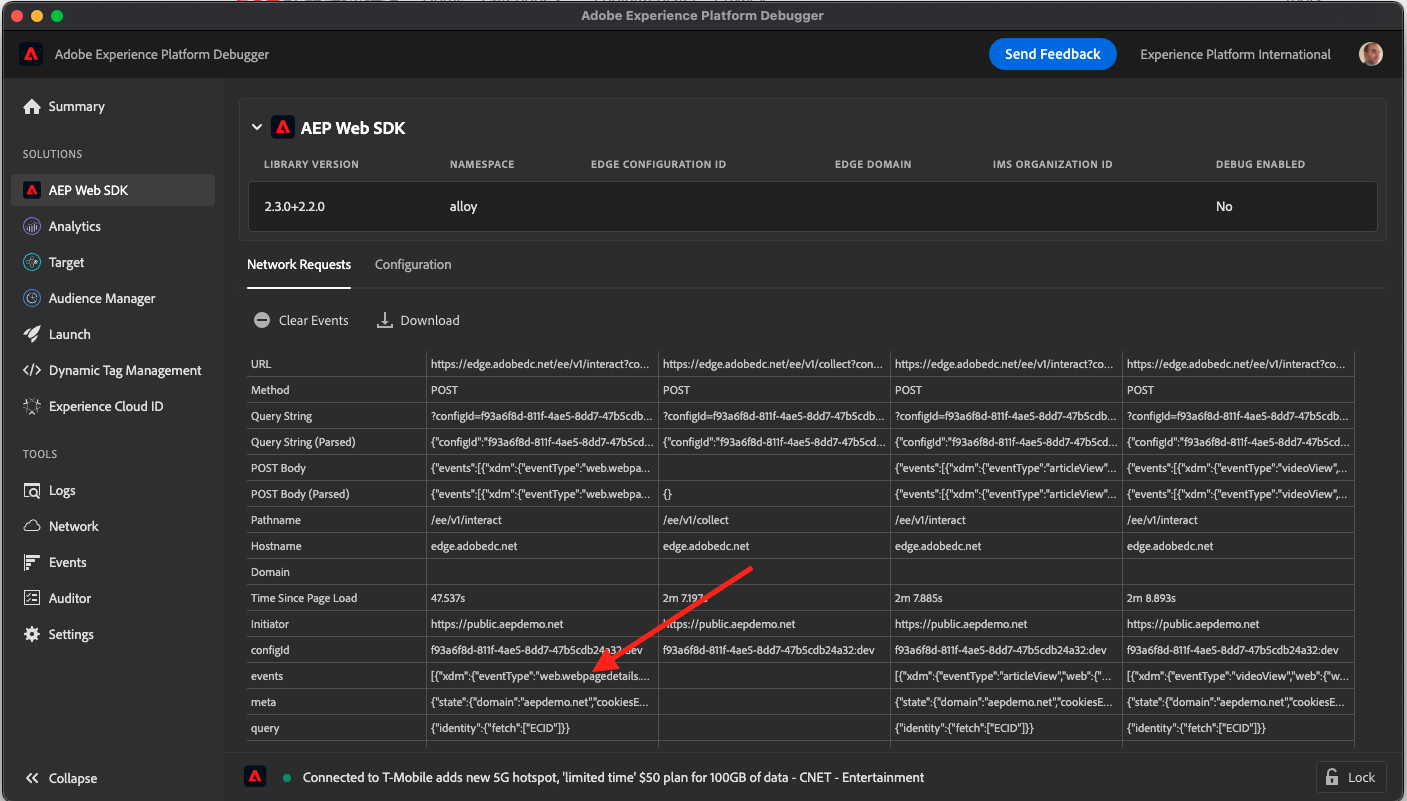 Adobe Experience Platform Debugger
Adobe Experience Platform Debugger
Send Feedback
Experience Platform International
Summary
SOLUTIONS
AEP Web SDK
Analytics
Target
Audience Manager
Launch
Dynamic Tag Management
Experience Cloud ID
TOOLS
Logs
Network
Events
Auditor
Settings
Collapse
AEP Web SDK
LIBRARY VERSION NAMESPACE EDGE CONFIGURATION ID EDGE DOMAIN IMS ORGANIZATION ID DEBUG ENABLED
2.3.0+2.2.0 alloy No
Network Requests Configuration
Clear Events Download
URL https://edge.adobedc.net/ee/v1/interact?co... https://edge.adobedc.net/ee/v1/collect?con... https://edge.adobedc.net/ee/v1/interact?co... https://edge.adobedc.net/ee/v1/interact?co...
Method POST POST POST POST
Query String ?configId=f93a6f8d-811f-4ae5-8dd7-47b5cdb... ?configId=f93a6f8d-811f-4ae5-8dd7-47b5cdb... ?configId=f93a6f8d-811f-4ae5-8dd7-47b5cdb... ?configId=f93a6f8d-811f-4ae5-8dd7-47b5cdb...
Query String (Parsed) {"configId":"f93a6f8d-811f-4ae5-8dd7-47b5cd... {"configId":"f93a6f8d-811f-4ae5-8dd7-47b5cd... {"configId":"f93a6f8d-811f-4ae5-8dd7-47b5cd... {"configId":"f93a6f8d-811f-4ae5-8dd7-47b5cd...
POST Body {"events":[{"xdm":{"eventType":"web.webpa... {"events":[{"xdm":{"eventType":"articleView"... {"events":[{"xdm":{"eventType":"videoView",...
POST Body (Parsed) {"events":[{"xdm":{"eventType":"web.webpa... {} {"events":[{"xdm":{"eventType":"articleView"... {"events":[{"xdm":{"eventType":"videoView",...
Pathname /ee/v1/interact /ee/v1/collect /ee/v1/interact /ee/v1/interact
Hostname edge.adobedc.net edge.adobedc.net edge.adobedc.net edge.adobedc.net
Domain
Time Since Page Load 47.537s 2m 7.197s 2m 7.885s 2m 8.893s
Initiator https://public.aepdemo.net https://public.aepdemo.net https://public.aepdemo.net https://public.aepdemo.net
configId f93a6f8d-811f-4ae5-8dd7-47b5cdb24a32:dev f93a6f8d-811f-4ae5-8dd7-47b5cdb24a32:dev f93a6f8d-811f-4ae5-8dd7-47b5cdb24a32:dev f93a6f8d-811f-4ae5-8dd7-47b5cdb24a32:dev
events [{"xdm":{"eventType":"web.webpagedetails.... [{"xdm":{"eventType":"articleView","web":{"... [{"xdm":{"eventType":"videoView","web":{"w...
meta {"state":{"domain":"aepdemo.net","cookiesE... {"state":{"domain":"aepdemo.net","cookiesE... {"state":{"domain":"aepdemo.net","cookiesE...
query {"identity":{"fetch":["ECID"]}} {"identity":{"fetch":["ECID"]}} {"identity":{"fetch":["ECID"]}}
Connected to T-Mobile adds new 5G hotspot, 'limited time' $50 plan for 100GB of data - CNET - Entertainment
Lock